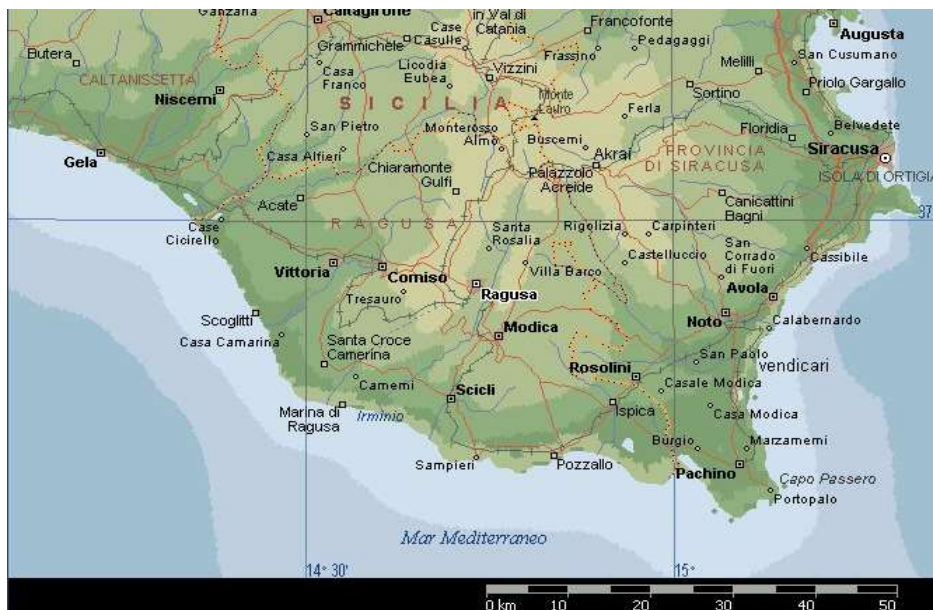 Ganzaria
Caltagirone
Case
Casulle
in Val di
Catania
Francofonte
Augusta
Butera
Grammichele
Frassino
Pedagaggi
San Cusumano
CALTANISSETTA
Casa
Franco
Licodia
Eubea
Vizzini
Melilli
Priolo Gargallo
Niscemi
SICILIA
Monte
Lauro
Sortino
San Pietro
Monterosso
Almo
Buscemi
Ferla
Floridia
Belvedete
Gela
Casa Alfieri
Chiaramonte
Gulfi
Akrai
Palazzolo
Acreide
PROVINCIA
DI SIRACUSA
Siracusa
ISOLA DI ORTIGIA
Acate
RAGUSA
Canicattini
Bagni
37
Case
Cicirello
Santa
Rosalia
Rigolizia
Carpinteri
San
Corrado
di Fuori
Cassibile
Vittoria
Comiso
Villa Barco
Castelluccio
Tresauro
Ragusa
Avola
Scoglitti
Modica
Noto
Calabernardo
Casa Camarina
Santa Croce
Camerina
San Paolo
vendicari
Camemi
Scicli
Rosolini
Casale Modica
Marina di
Ragusa
Irminio
Ispica
Casa Modica
Sampieri
Pozzallo
Burgio
Marzamemi
Pachino
Capo Passero
Portopalo
Mar Mediterraneo
14° 30'
15°
0 km 10 20 30 40 50